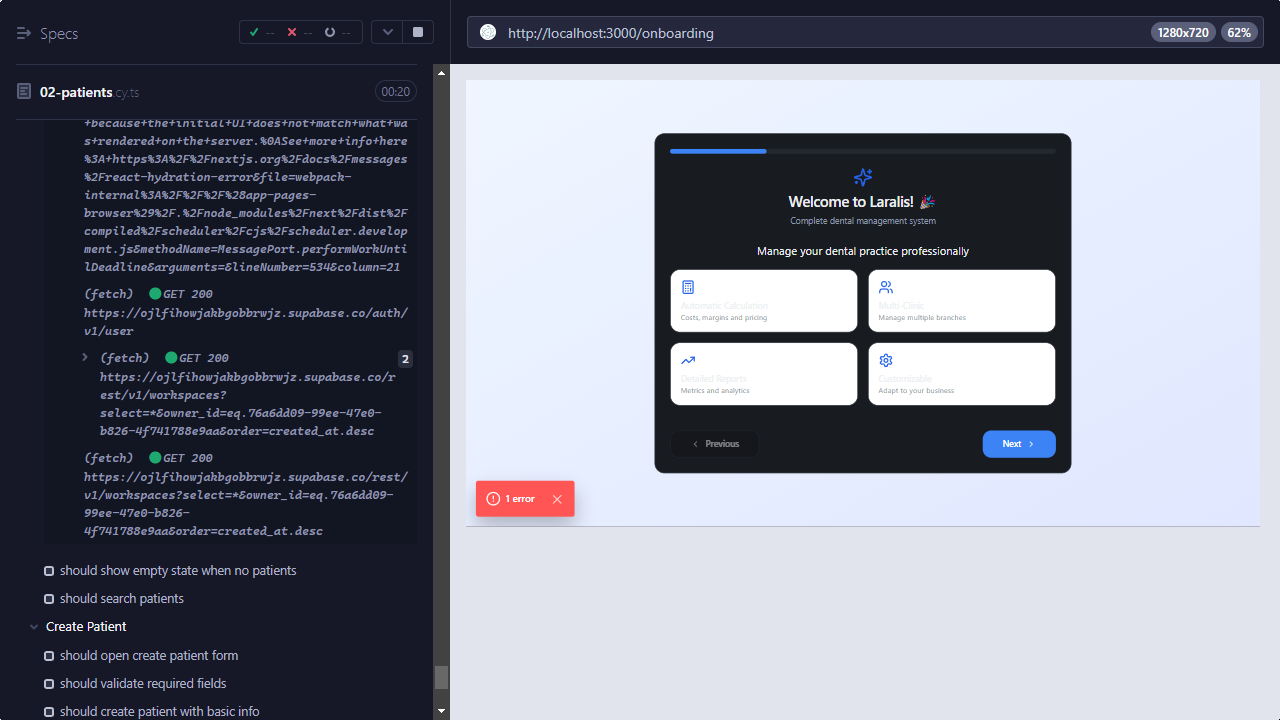 Specs
-- -- --
02-patients.cy.ts
00:20
+because+the+initial+UI+does+not+match+what+wa
s+rendered+on+the+server.%0ASee+more+info+here
%3A+https%3A%2F%2Fnextjs.org%2Fdocs%2Fmessages
%2Freact-hydration-error&file=webpack-
internal%3A%2F%2F%2F%28app-pages-
browser%29%2F.%2Fnode_modules%2Fnext%2Fdist%2F
compiled%2Fscheduler%2Fcjs%2Fscheduler.develop
ment.js&methodName=MessagePort.performWorkUnti
lDeadline&arguments=&lineNumber=534&column=21
(fetch) GET 200
https://ojlfihowjakbgobbrwjz.supabase.co/auth/
v1/user
(fetch) GET 200
2
https://ojlfihowjakbgobbrwjz.supabase.co/r
est/v1/workspaces?
select=*&owner_id=eq.76a6dd09-99ee-47e0-
b826-4f741788e9aa&order=created_at.desc
(fetch) GET 200
https://ojlfihowjakbgobbrwjz.supabase.co/rest/
v1/workspaces?select=*&owner_id=eq.76a6dd09-
99ee-47e0-b826-
4f741788e9aa&order=created_at.desc
should show empty state when no patients
should search patients
Create Patient
should open create patient form
should validate required fields
should create patient with basic info
http://localhost:3000/onboarding
1280x720
62%
Welcome to Laralis! 🎉
Complete dental management system
Manage your dental practice professionally
Automatic Calculation
Costs, margins and pricing
Multi-Clinic
Manage multiple branches
Detailed Reports
Metrics and analytics
Customizable
Adapt to your business
Previous
Next
1 error